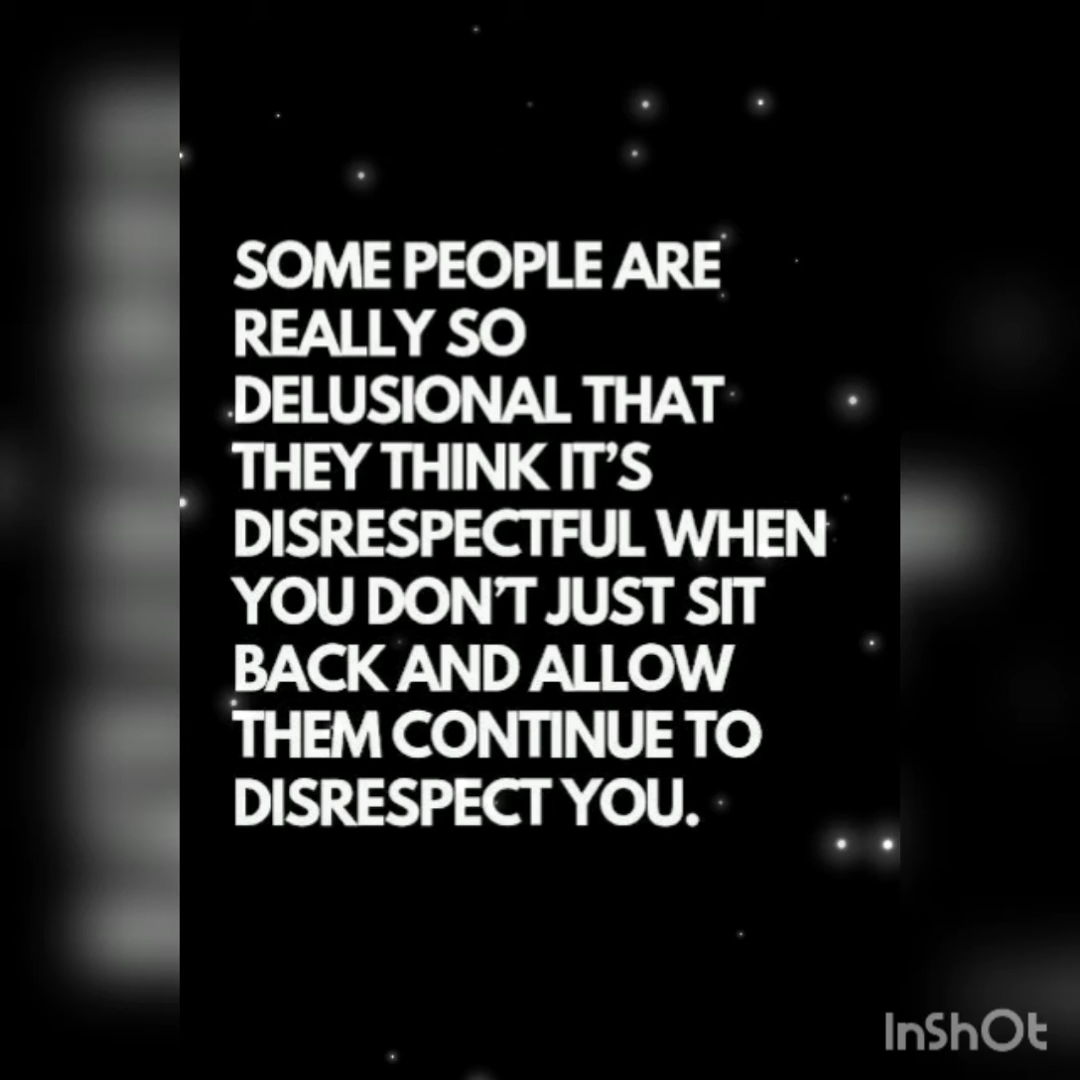 SOME PEOPLE ARE
REALLY SO
DELUSIONAL THAT
THEY THINK IT'S
DISRESPECTFUL WHEN
YOU DON'T JUST SIT
BACK AND ALLOW
THEM CONTINUE TO
DISRESPECT YOU.
InShOt